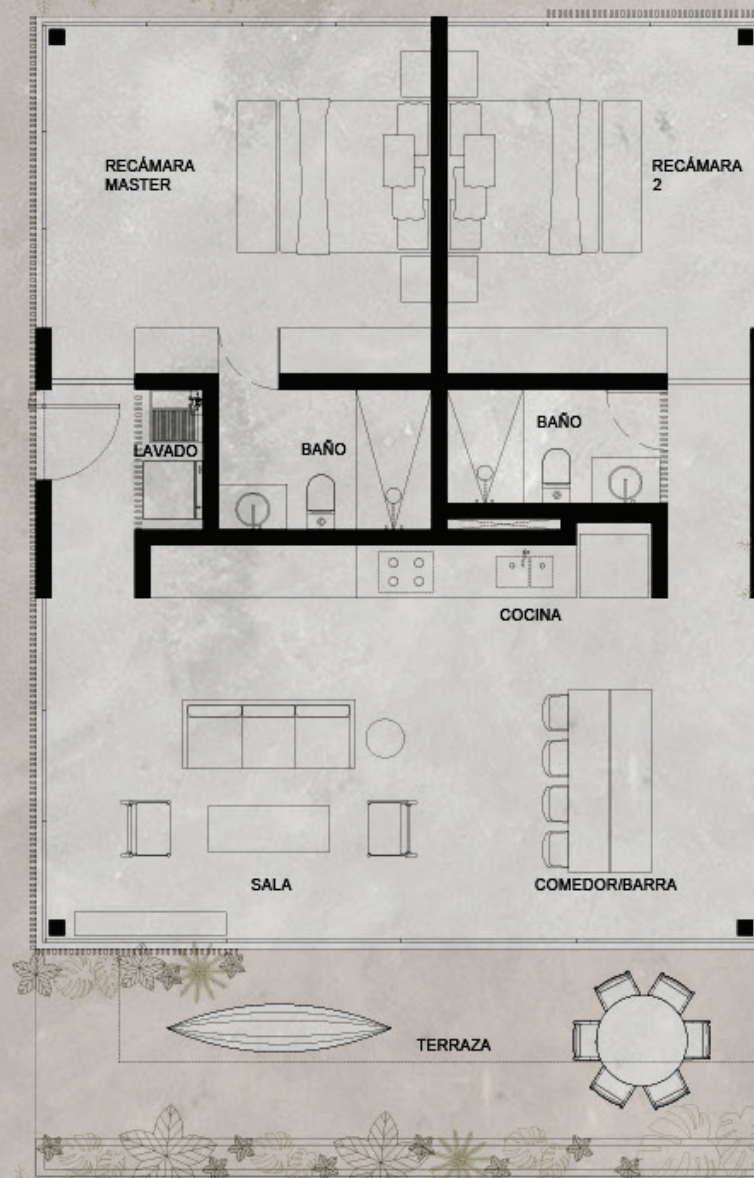 RECÁMARA
MASTER
RECÁMARA
2
LAVADO
BAÑO
BAÑO
COCINA
SALA
COMEDOR/BARRA
TERRAZA